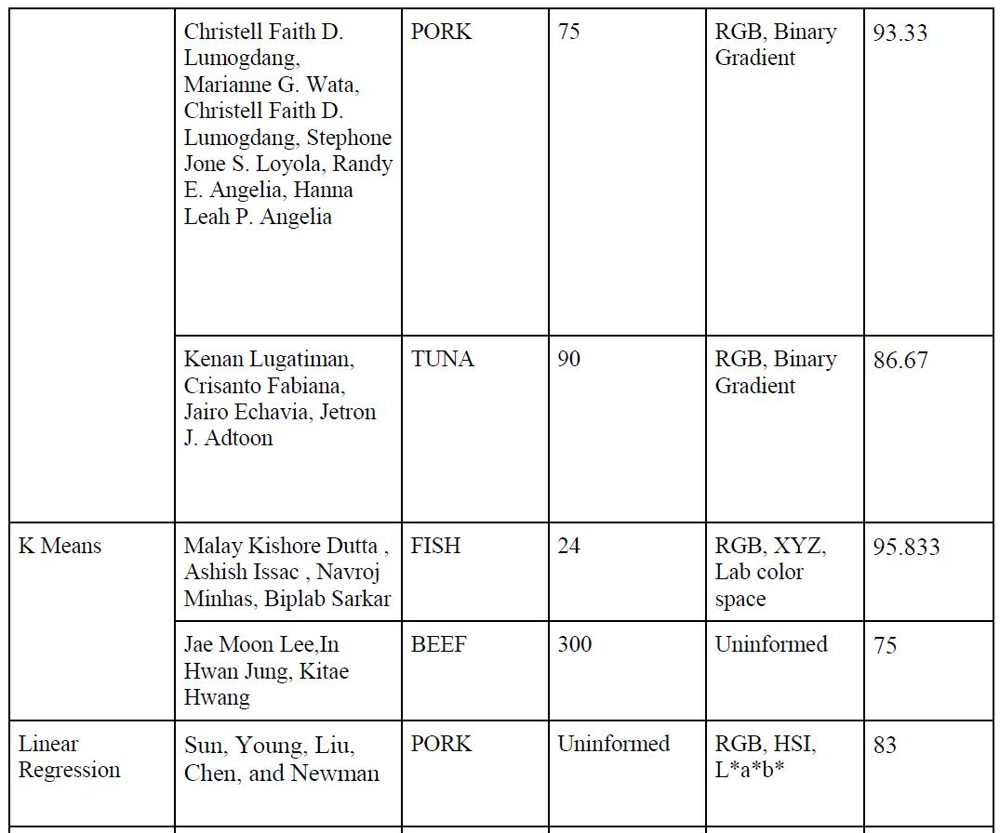 Christell Faith D.
Lumogdang,
Marianne G. Wata,
Christell Faith D.
Lumogdang, Stephone
Jone S. Loyola, Randy
E. Angelia, Hanna
Leah P. Angelia
PORK
75
RGB, Binary
Gradient
93.33
Kenan Lugatiman,
Crisanto Fabiana,
Jairo Echavia, Jetron
J. Adtoon
TUNA
90
RGB, Binary
Gradient
86.67
K Means
Malay Kishore Dutta ,
Ashish Issac , Navroj
Minhas, Biplab Sarkar
FISH
24
RGB, XYZ,
Lab color
space
95.833
Jae Moon Lee,In
Hwan Jung, Kitae
Hwang
BEEF
300
Uninformed
75
Linear
Regression
Sun, Young, Liu,
Chen, and Newman
PORK
Uninformed
RGB, HSI,
L*a*b*
83